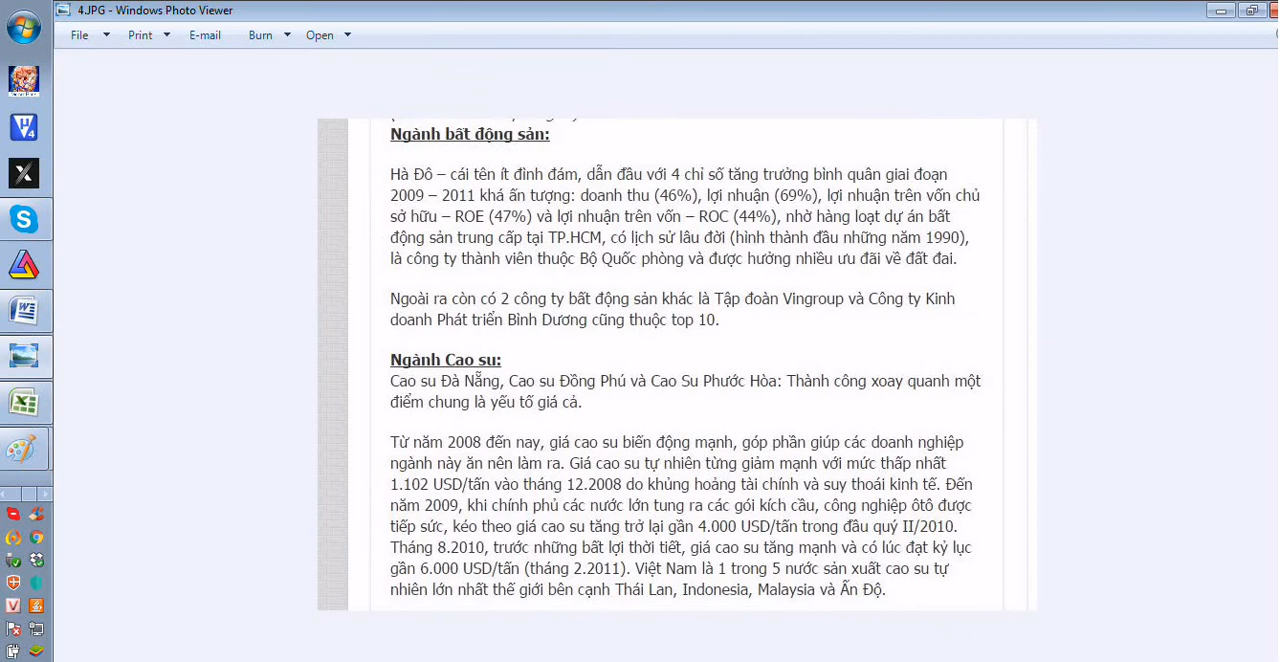 4.JPG - Windows Photo Viewer
File Print E-mail Burn Open
Ngành bất động sản:
Hà Đô – cái tên ít đình đám, dẫn đầu với 4 chỉ số tăng trưởng bình quân giai đoạn
2009 – 2011 khá ấn tượng: doanh thu (46%), lợi nhuận (69%), lợi nhuận trên vốn chủ
sở hữu – ROE (47%) và lợi nhuận trên vốn – ROC (44%), nhờ hàng loạt dự án bất
động sản trung cấp tại TP.HCM, có lịch sử lâu đời (hình thành đầu những năm 1990),
là công ty thành viên thuộc Bộ Quốc phòng và được hưởng nhiều ưu đãi về đất đai.
Ngoài ra còn có 2 công ty bất động sản khác là Tập đoàn Vingroup và Công ty Kinh
doanh Phát triển Bình Dương cũng thuộc top 10.
Ngành Cao su:
Cao su Đà Nẵng, Cao su Đồng Phú và Cao Su Phước Hòa: Thành công xoay quanh một
điểm chung là yếu tố giá cả.
Từ năm 2008 đến nay, giá cao su biến động mạnh, góp phần giúp các doanh nghiệp
ngành này ăn nên làm ra. Giá cao su tự nhiên từng giảm mạnh với mức thấp nhất
1.102 USD/tấn vào tháng 12.2008 do khủng hoảng tài chính và suy thoái kinh tế. Đến
năm 2009, khi chính phủ các nước lớn tung ra các gói kích cầu, công nghiệp ôtô được
tiếp sức, kéo theo giá cao su tăng trở lại gần 4.000 USD/tấn trong đầu quý II/2010.
Tháng 8.2010, trước những bất lợi thời tiết, giá cao su tăng mạnh và có lúc đạt kỷ lục
gần 6.000 USD/tấn (tháng 2.2011). Việt Nam là 1 trong 5 nước sản xuất cao su tự
nhiên lớn nhất thế giới bên cạnh Thái Lan, Indonesia, Malaysia và Ấn Độ.